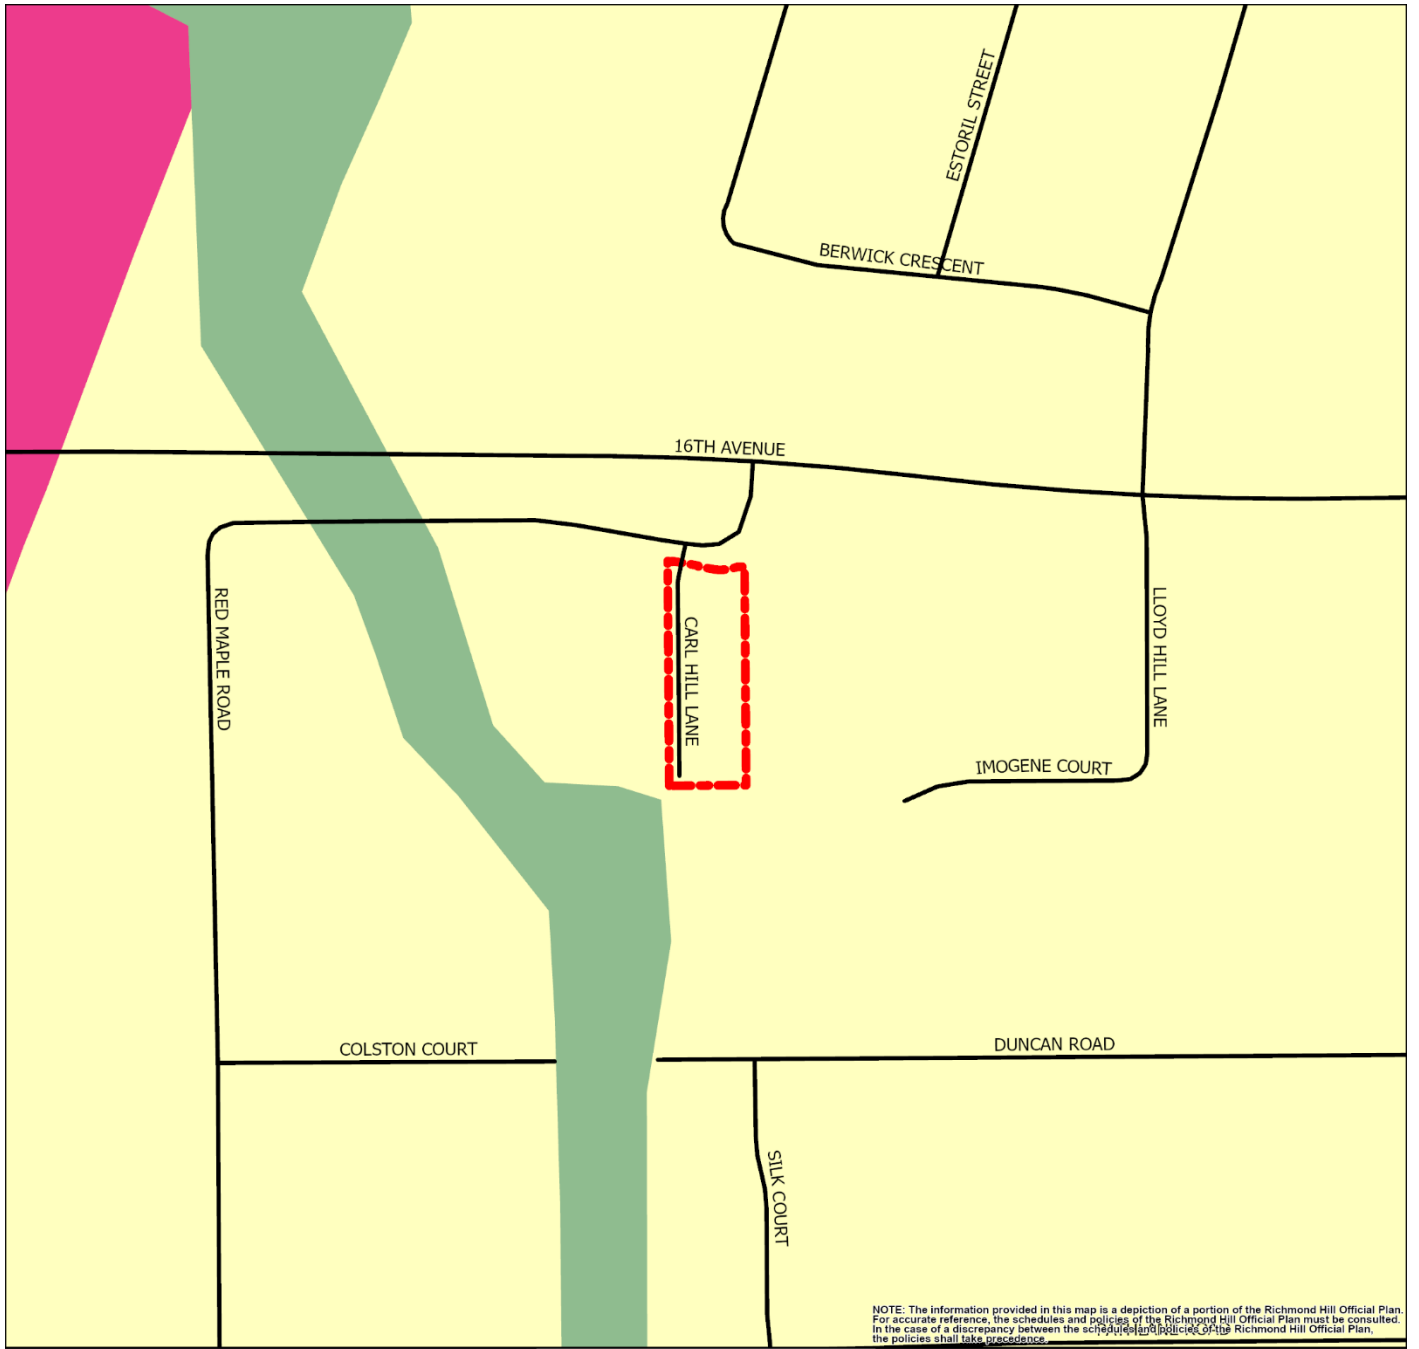 ESTORIL STREET
BERWICK CRESCENT
16TH AVENUE
RED MAPLE ROAD
CARL HILL LANE
LLOYD HILL LANE
IMOGENE COURT
COLSTON COURT
DUNCAN ROAD
SILK COURT
NOTE: The information provided in this map is a depiction of a portion of the Richmond Hill Official Plan.
For accurate reference, the schedules and policies of the Richmond Hill Official Plan must be consulted.
In the case of a discrepancy between the schedules and policies of the Richmond Hill Official Plan,
the policies shall take precedence.
ROAD